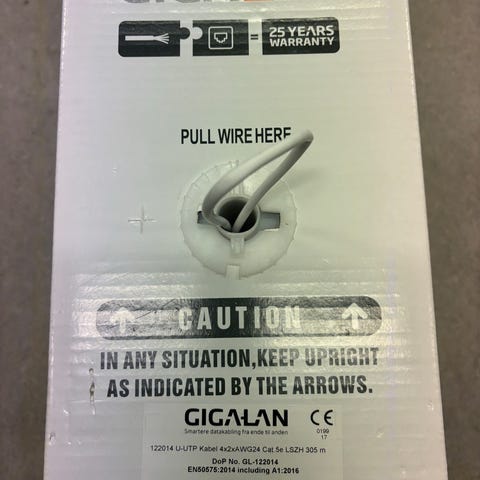 = 25 YEARS
WARRANTY
PULL WIRE HERE
CAUTION
IN ANY SITUATION,KEEP UPRIGHT
AS INDICATED BY THE ARROWS.
GIGALAN CE
Smartere datakabling fra ende til anden
0199
17
122014 U-UTP Kabel 4x2xAWG24 Cat.5e LSZH 305 m
DoP No. GL-122014
EN50575:2014 including A1:2016